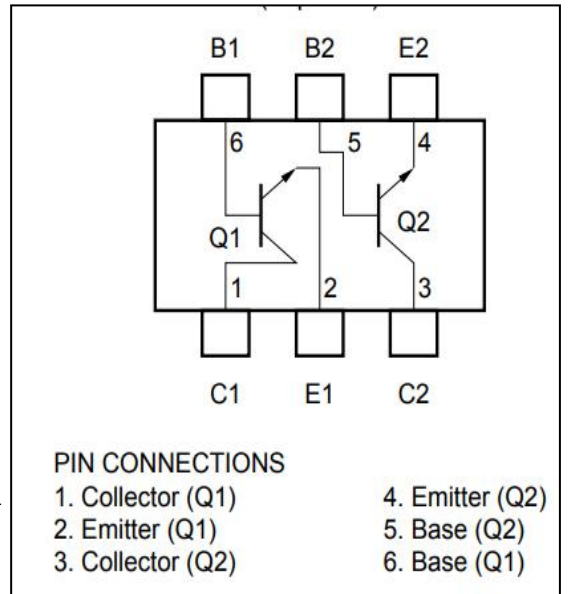 B1 B2 E2
6 5 4
Q1 Q2
1 2 3
C1 E1 C2
PIN CONNECTIONS
1. Collector (Q1) 4. Emitter (Q2)
2. Emitter (Q1) 5. Base (Q2)
3. Collector (Q2) 6. Base (Q1)